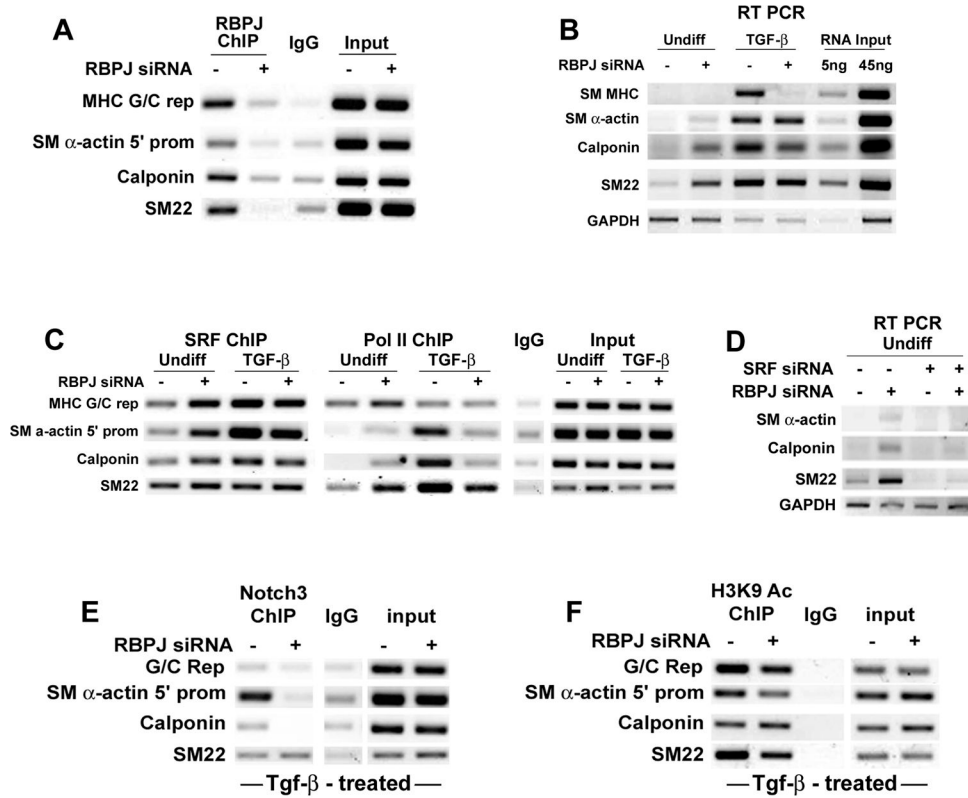 A
RBPJ
ChIP IgG Input
RBPJ siRNA - + - +
MHC G/C rep
SM α-actin 5' prom
Calponin
SM22
B
RT PCR
Undiff TGF-β RNA Input
RBPJ siRNA - + - + 5ng 45ng
SM MHC
SM α-actin
Calponin
SM22
GAPDH
C
SRF ChIP Pol II ChIP IgG Input
Undiff TGF-β Undiff TGF-β Undiff TGF-β
RBPJ siRNA - + - + - + - + - + - +
MHC G/C rep
SM a-actin 5' prom
Calponin
SM22
D
RT PCR
Undiff
SRF siRNA - - + +
RBPJ siRNA - + - +
SM α-actin
Calponin
SM22
GAPDH
E
Notch3
ChIP IgG input
RBPJ siRNA - + - +
G/C Rep
SM α-actin 5' prom
Calponin
SM22
Tgf-β - treated
F
H3K9 Ac
ChIP IgG input
RBPJ siRNA - + - +
G/C Rep
SM α-actin 5' prom
Calponin
SM22
Tgf-β - treated